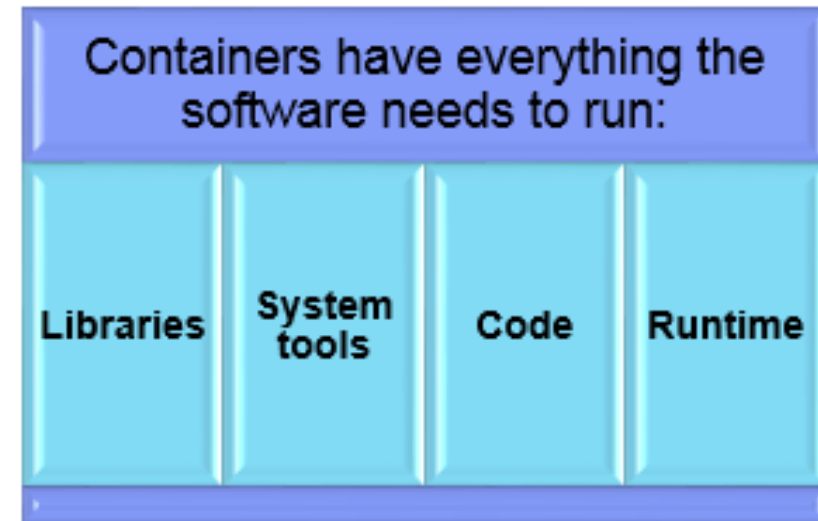 Containers have everything the
software needs to run:
Libraries
System
tools
Code
Runtime